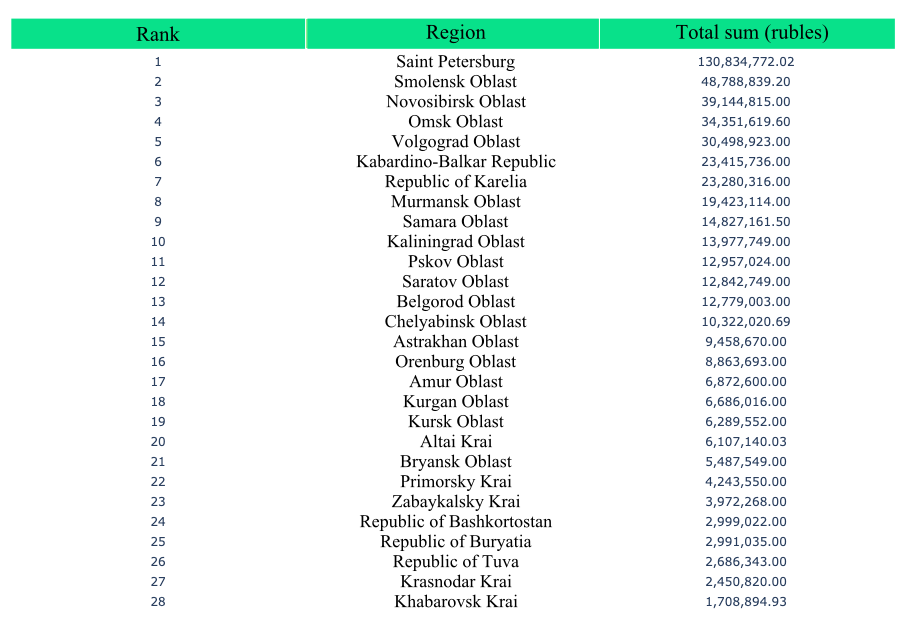 Rank Region Total sum (rubles)
1 Saint Petersburg 130,834,772.02
2 Smolensk Oblast 48,788,839.20
3 Novosibirsk Oblast 39,144,815.00
4 Omsk Oblast 34,351,619.60
5 Volgograd Oblast 30,498,923.00
6 Kabardino-Balkar Republic 23,415,736.00
7 Republic of Karelia 23,280,316.00
8 Murmansk Oblast 19,423,114.00
9 Samara Oblast 14,827,161.50
10 Kaliningrad Oblast 13,977,749.00
11 Pskov Oblast 12,957,024.00
12 Saratov Oblast 12,842,749.00
13 Belgorod Oblast 12,779,003.00
14 Chelyabinsk Oblast 10,322,020.69
15 Astrakhan Oblast 9,458,670.00
16 Orenburg Oblast 8,863,693.00
17 Amur Oblast 6,872,600.00
18 Kurgan Oblast 6,686,016.00
19 Kursk Oblast 6,289,552.00
20 Altai Krai 6,107,140.03
21 Bryansk Oblast 5,487,549.00
22 Primorsky Krai 4,243,550.00
23 Zabaykalsky Krai 3,972,268.00
24 Republic of Bashkortostan 2,999,022.00
25 Republic of Buryatia 2,991,035.00
26 Republic of Tuva 2,686,343.00
27 Krasnodar Krai 2,450,820.00
28 Khabarovsk Krai 1,708,894.93